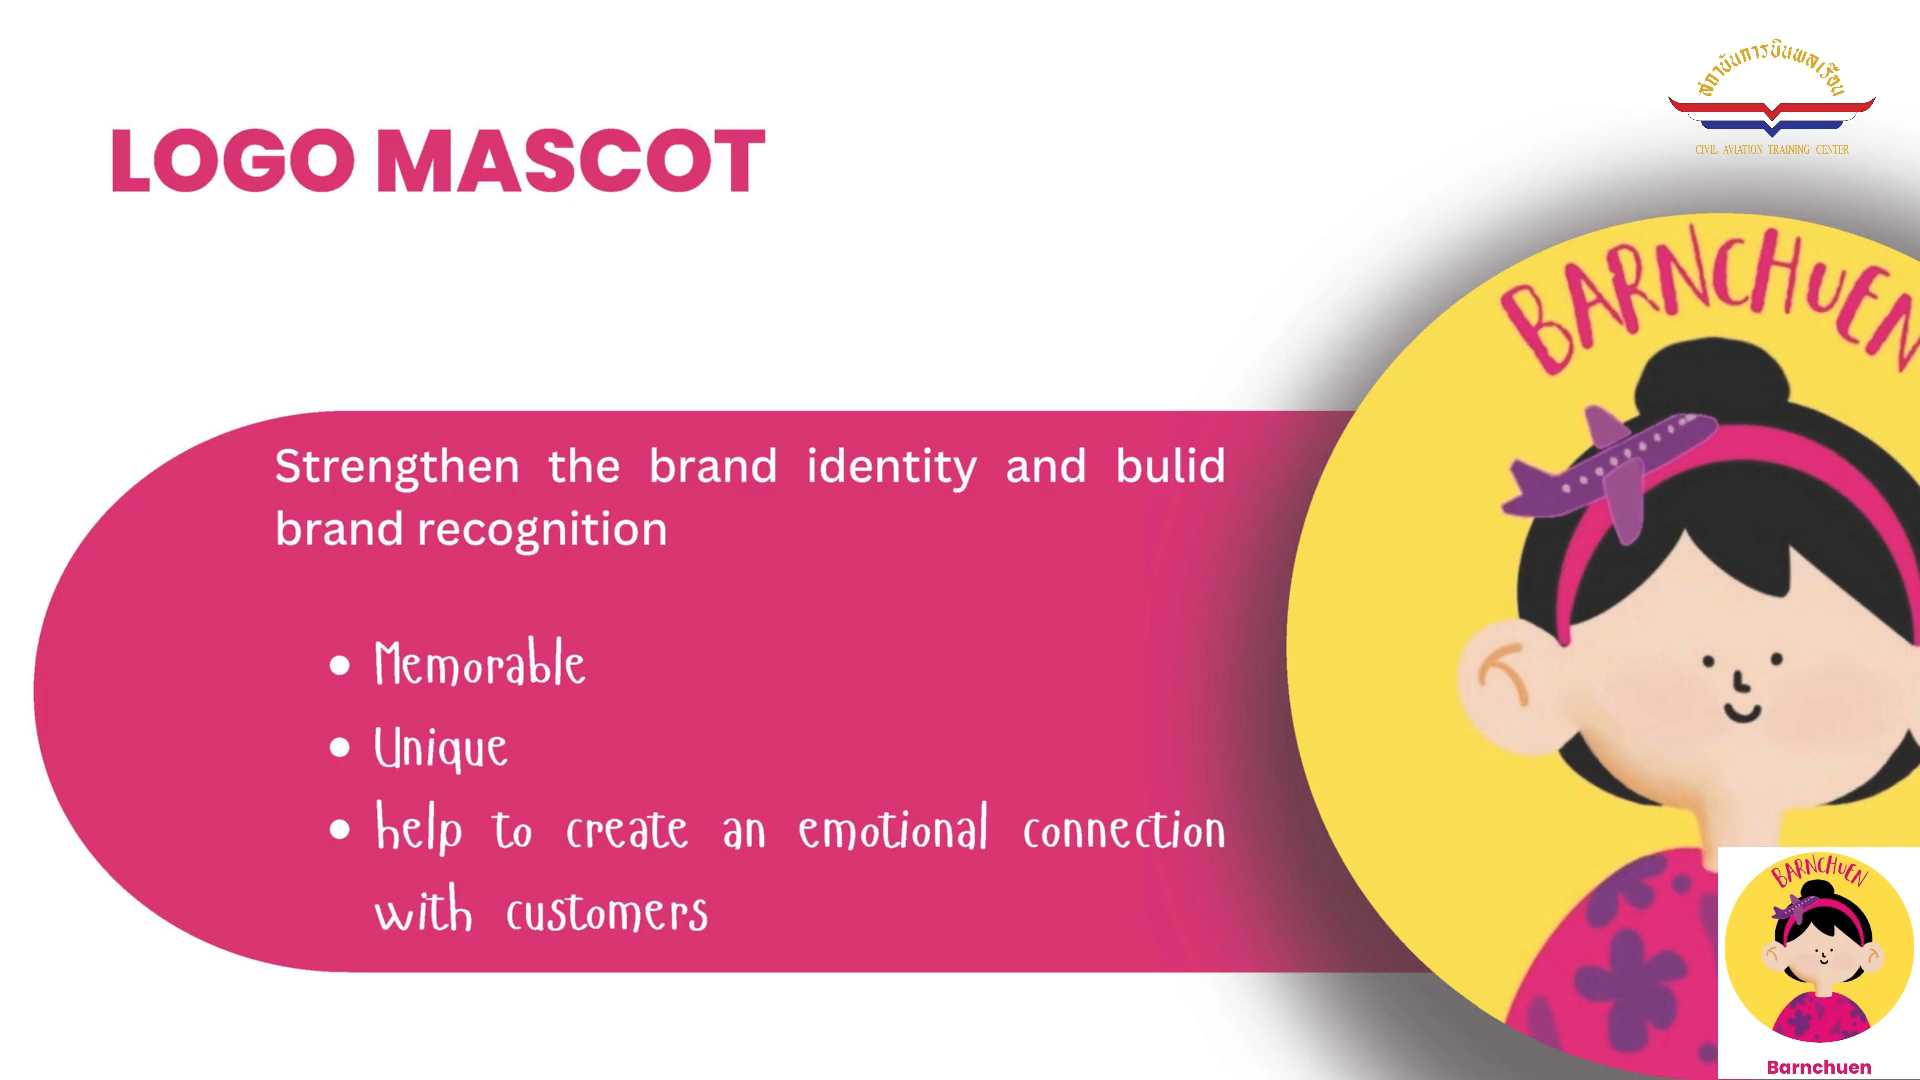 สถาบันการบินพลเรือน
CIVIL AVIATION TRAINING CENTER
LOGO MASCOT
BARNCHUEN
Strengthen the brand identity and bulid
brand recognition
• Memorable
• Unique
• help to create an emotional connection
with customers
BARNCHUEN
Barnchuen